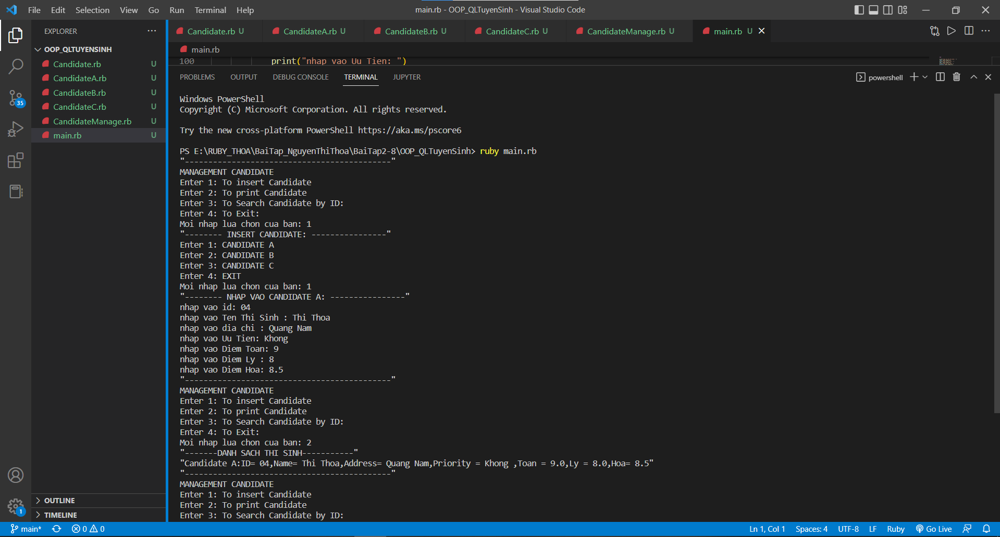 File Edit Selection View Go Run Terminal Help
main.rb - OOP_QLTuyenSinh - Visual Studio Code
EXPLORER
OOP_QLTUYENSINH
Candidate.rb U
CandidateA.rb U
CandidateB.rb U
CandidateC.rb U
CandidateManage.rb U
main.rb U
35
1
OUTLINE
TIMELINE
Candidate.rb U CandidateA.rb U CandidateB.rb U CandidateC.rb U CandidateManage.rb U main.rb U
main.rb
100 print("nhap vao Uu Tien: ")
PROBLEMS OUTPUT DEBUG CONSOLE TERMINAL JUPYTER
powershell
Windows PowerShell
Copyright (C) Microsoft Corporation. All rights reserved.
Try the new cross-platform PowerShell https://aka.ms/pscore6
PS E:\RUBY_THOA\BaiTap_NguyenThiThoa\BaiTap2-8\OOP_QLTuyenSinh> ruby main.rb
"--------------------------------------------"
MANAGEMENT CANDIDATE
Enter 1: To insert Candidate
Enter 2: To print Candidate
Enter 3: To Search Candidate by ID:
Enter 4: To Exit:
Moi nhap lua chon cua ban: 1
"-------- INSERT CANDIDATE: ----------------"
Enter 1: CANDIDATE A
Enter 2: CANDIDATE B
Enter 3: CANDIDATE C
Enter 4: EXIT
Moi nhap lua chon cua ban: 1
"-------- NHAP VAO CANDIDATE A: ----------------"
nhap vao id: 04
nhap vao Ten Thi Sinh : Thi Thoa
nhap vao dia chi : Quang Nam
nhap vao Uu Tien: Khong
nhap vao Diem Toan: 9
nhap vao Diem Ly : 8
nhap vao Diem Hoa: 8.5
"--------------------------------------------"
MANAGEMENT CANDIDATE
Enter 1: To insert Candidate
Enter 2: To print Candidate
Enter 3: To Search Candidate by ID:
Enter 4: To Exit:
Moi nhap lua chon cua ban: 2
"-------DANH SACH THI SINH-----------"
"Candidate A:ID= 04,Name= Thi Thoa,Address= Quang Nam,Priority = Khong ,Toan = 9.0,Ly = 8.0,Hoa= 8.5"
"--------------------------------------------"
MANAGEMENT CANDIDATE
Enter 1: To insert Candidate
Enter 2: To print Candidate
Enter 3: To Search Candidate by ID:
main* 0 0 Ln 1, Col 1 Spaces: 4 UTF-8 LF Ruby Go Live